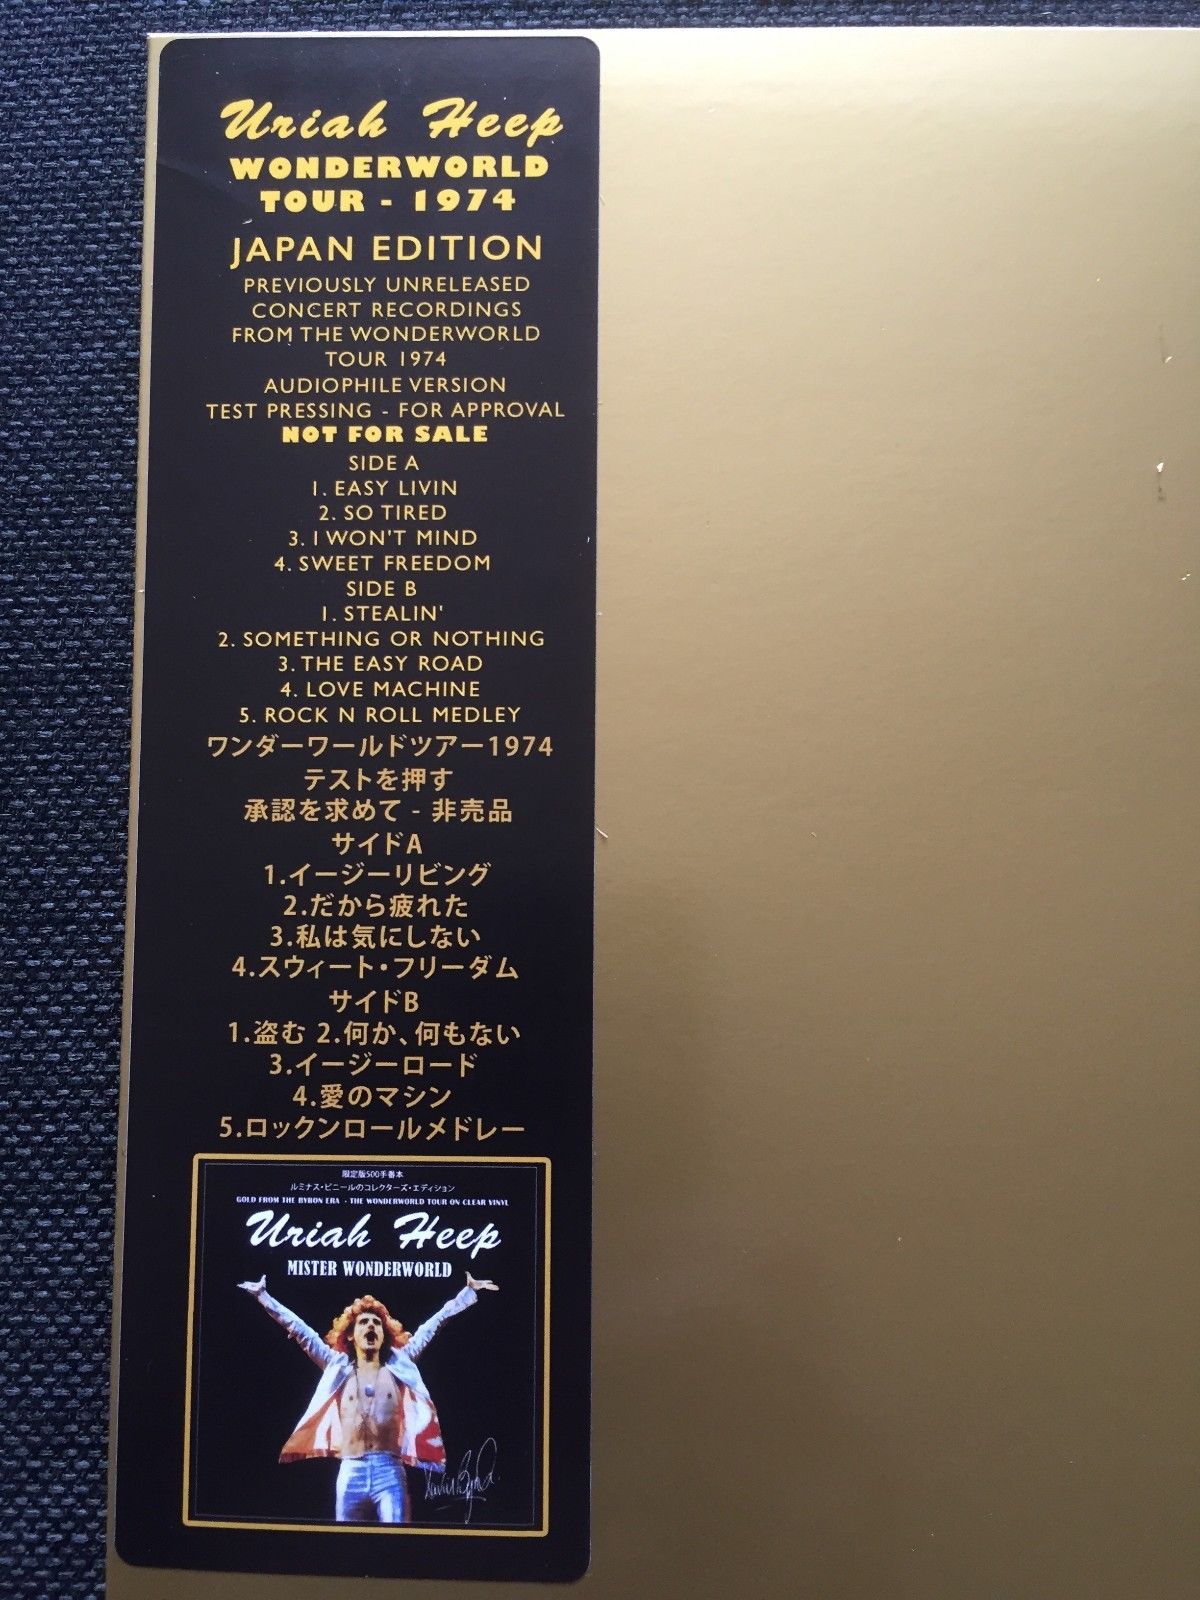 Uriah Heep
WONDERWORLD
TOUR - 1974
JAPAN EDITION
PREVIOUSLY UNRELEASED
CONCERT RECORDINGS
FROM THE WONDERWORLD
TOUR 1974
AUDIOPHILE VERSION
TEST PRESSING - FOR APPROVAL
NOT FOR SALE
SIDE A
1. EASY LIVIN
2. SO TIRED
3. I WON'T MIND
4. SWEET FREEDOM
SIDE B
1. STEALIN'
2. SOMETHING OR NOTHING
3. THE EASY ROAD
4. LOVE MACHINE
5. ROCK N ROLL MEDLEY
ワンダーワールドツアー1974
テストを押す
承認を求めて - 非売品
サイドA
1.イージーリビング
2.だから疲れた
3.私は気にしない
4.スウィート・フリーダム
サイドB
1.盗む 2.何か、何もない
3.イージーロード
4.愛のマシン
5.ロックンロールメドレー
限定版500手番本
ルミナス・ビニールのコレクターズ・エディション
GOLD FROM THE BYRON ERA - THE WONDERWORLD TOUR ON CLEAR VINYL
Uriah Heep
MISTER WONDERWORLD